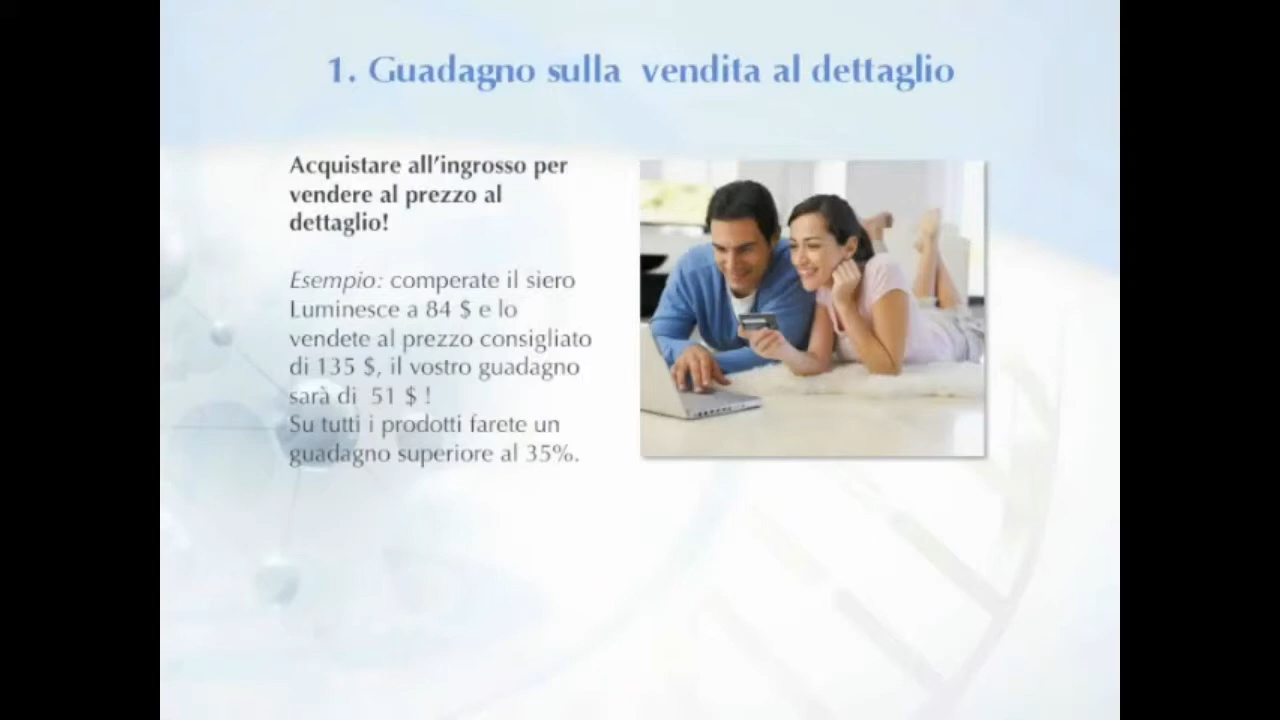 1. Guadagno sulla vendita al dettaglio
Acquistare all'ingrosso per
vendere al prezzo al
dettaglio!
Esempio: comperate il siero
Luminesce a 84 $ e lo
vendete al prezzo consigliato
di 135 $, il vostro guadagno
sarà di 51 $ !
Su tutti i prodotti farete un
guadagno superiore al 35%.